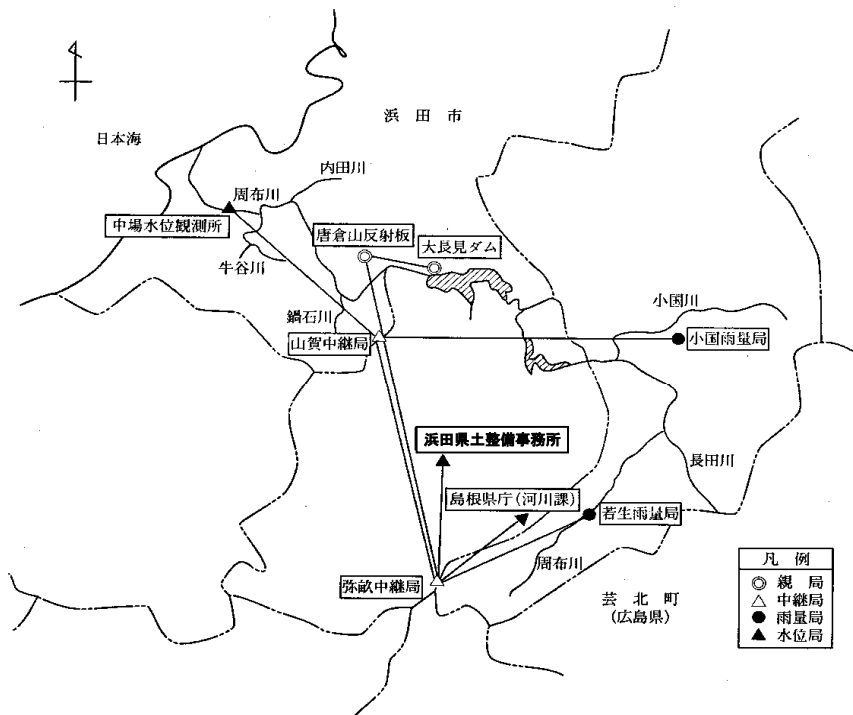 浜田市
日本海
内田川
周布川
中場水位観測所
唐倉山反射板
大長見ダム
牛谷川
小国川
鍋石川
山賀中継局
小国雨量局
浜田県土整備事務所
長田川
島根県庁(河川課)
若生雨量局
周布川
弥畝中継局
芸北町
(広島県)
凡例
◎ 親局
△ 中継局
● 雨量局
▲ 水位局